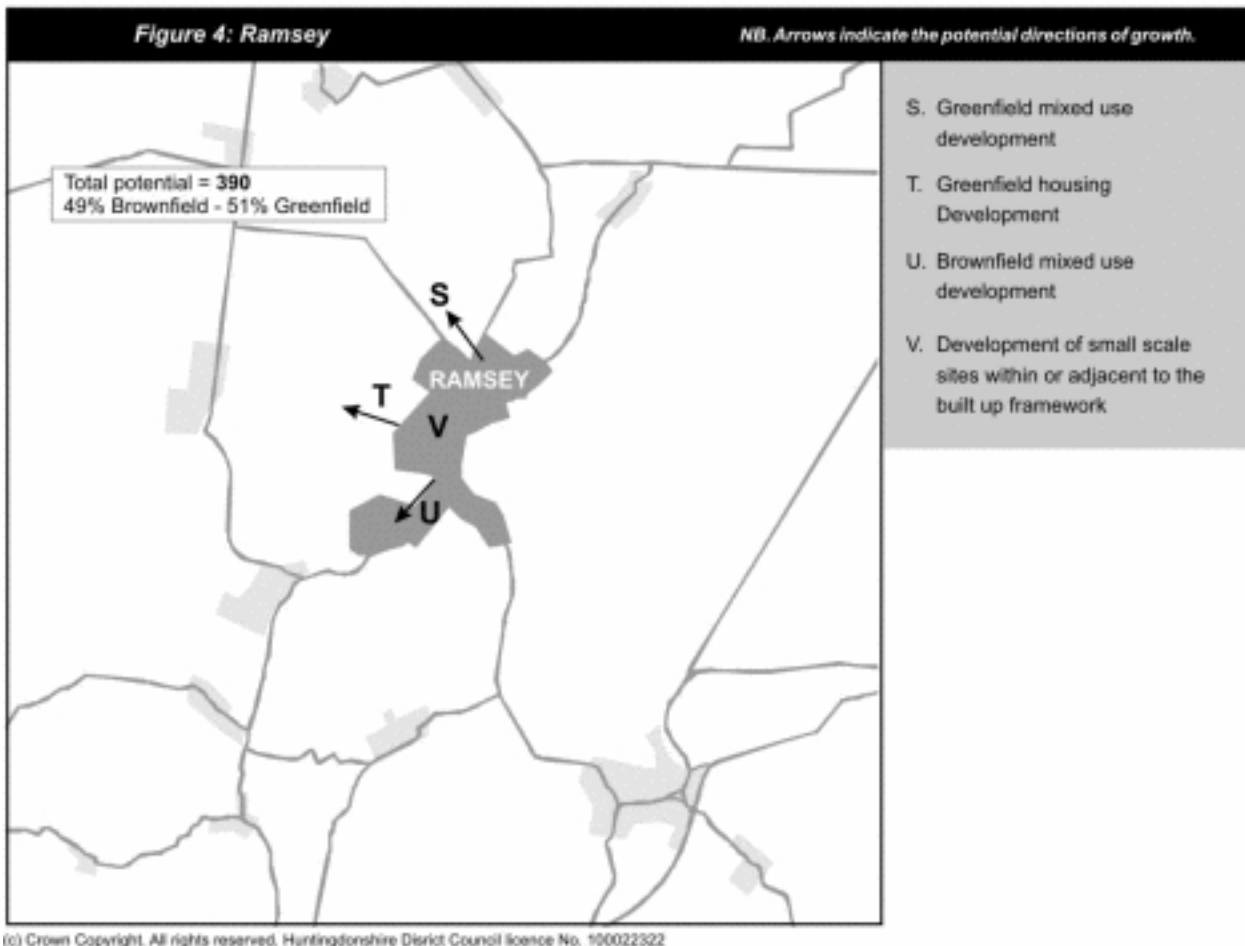 Figure 4: Ramsey
NB. Arrows indicate the potential directions of growth.
Total potential = 390
49% Brownfield - 51% Greenfield
S
RAMSEY
T
V
U
S. Greenfield mixed use
development
T. Greenfield housing
Development
U. Brownfield mixed use
development
V. Development of small scale
sites within or adjacent to the
built up framework
(c) Crown Copyright. All rights reserved. Huntingdonshire Disrict Council licence No. 100022322